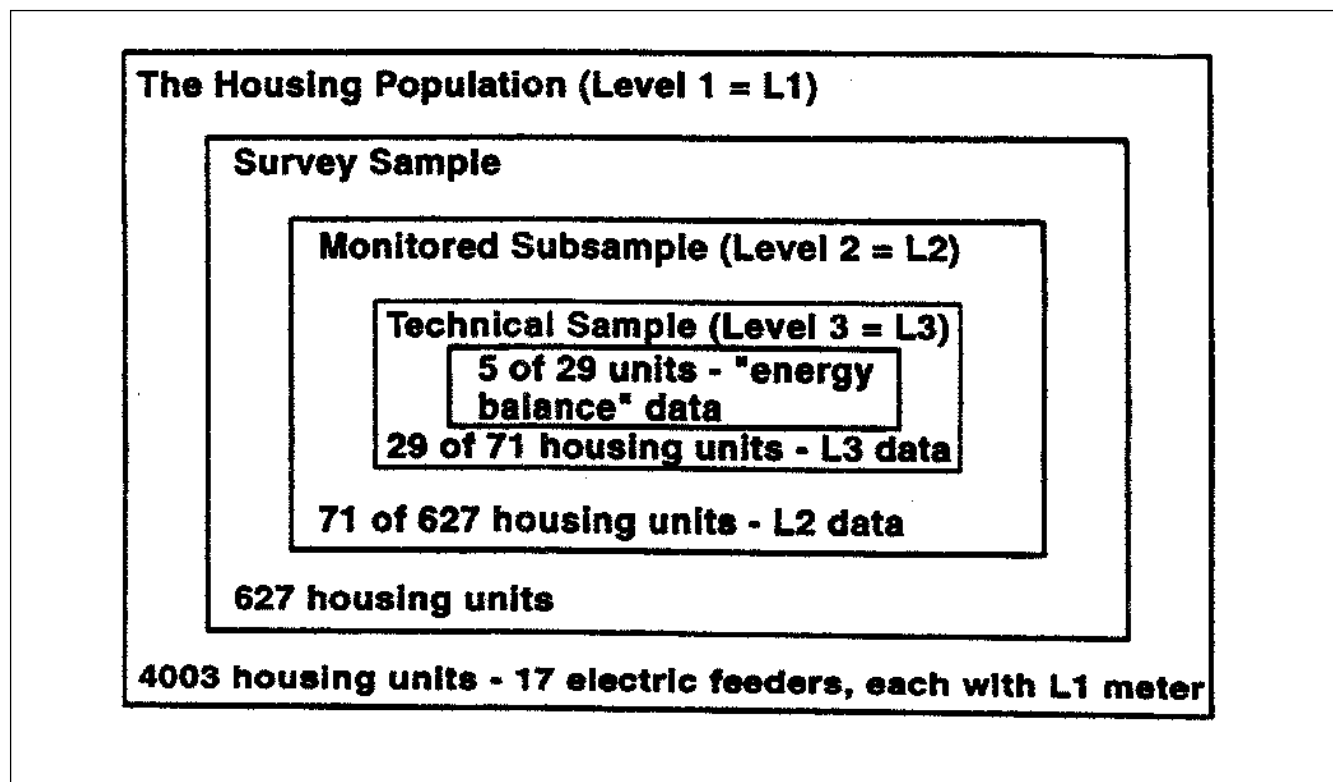 The Housing Population (Level 1 = L1)
Survey Sample
Monitored Subsample (Level 2 = L2)
Technical Sample (Level 3 = L3)
5 of 29 units - "energy
balance" data
29 of 71 housing units - L3 data
71 of 627 housing units - L2 data
627 housing units
4003 housing units - 17 electric feeders, each with L1 meter